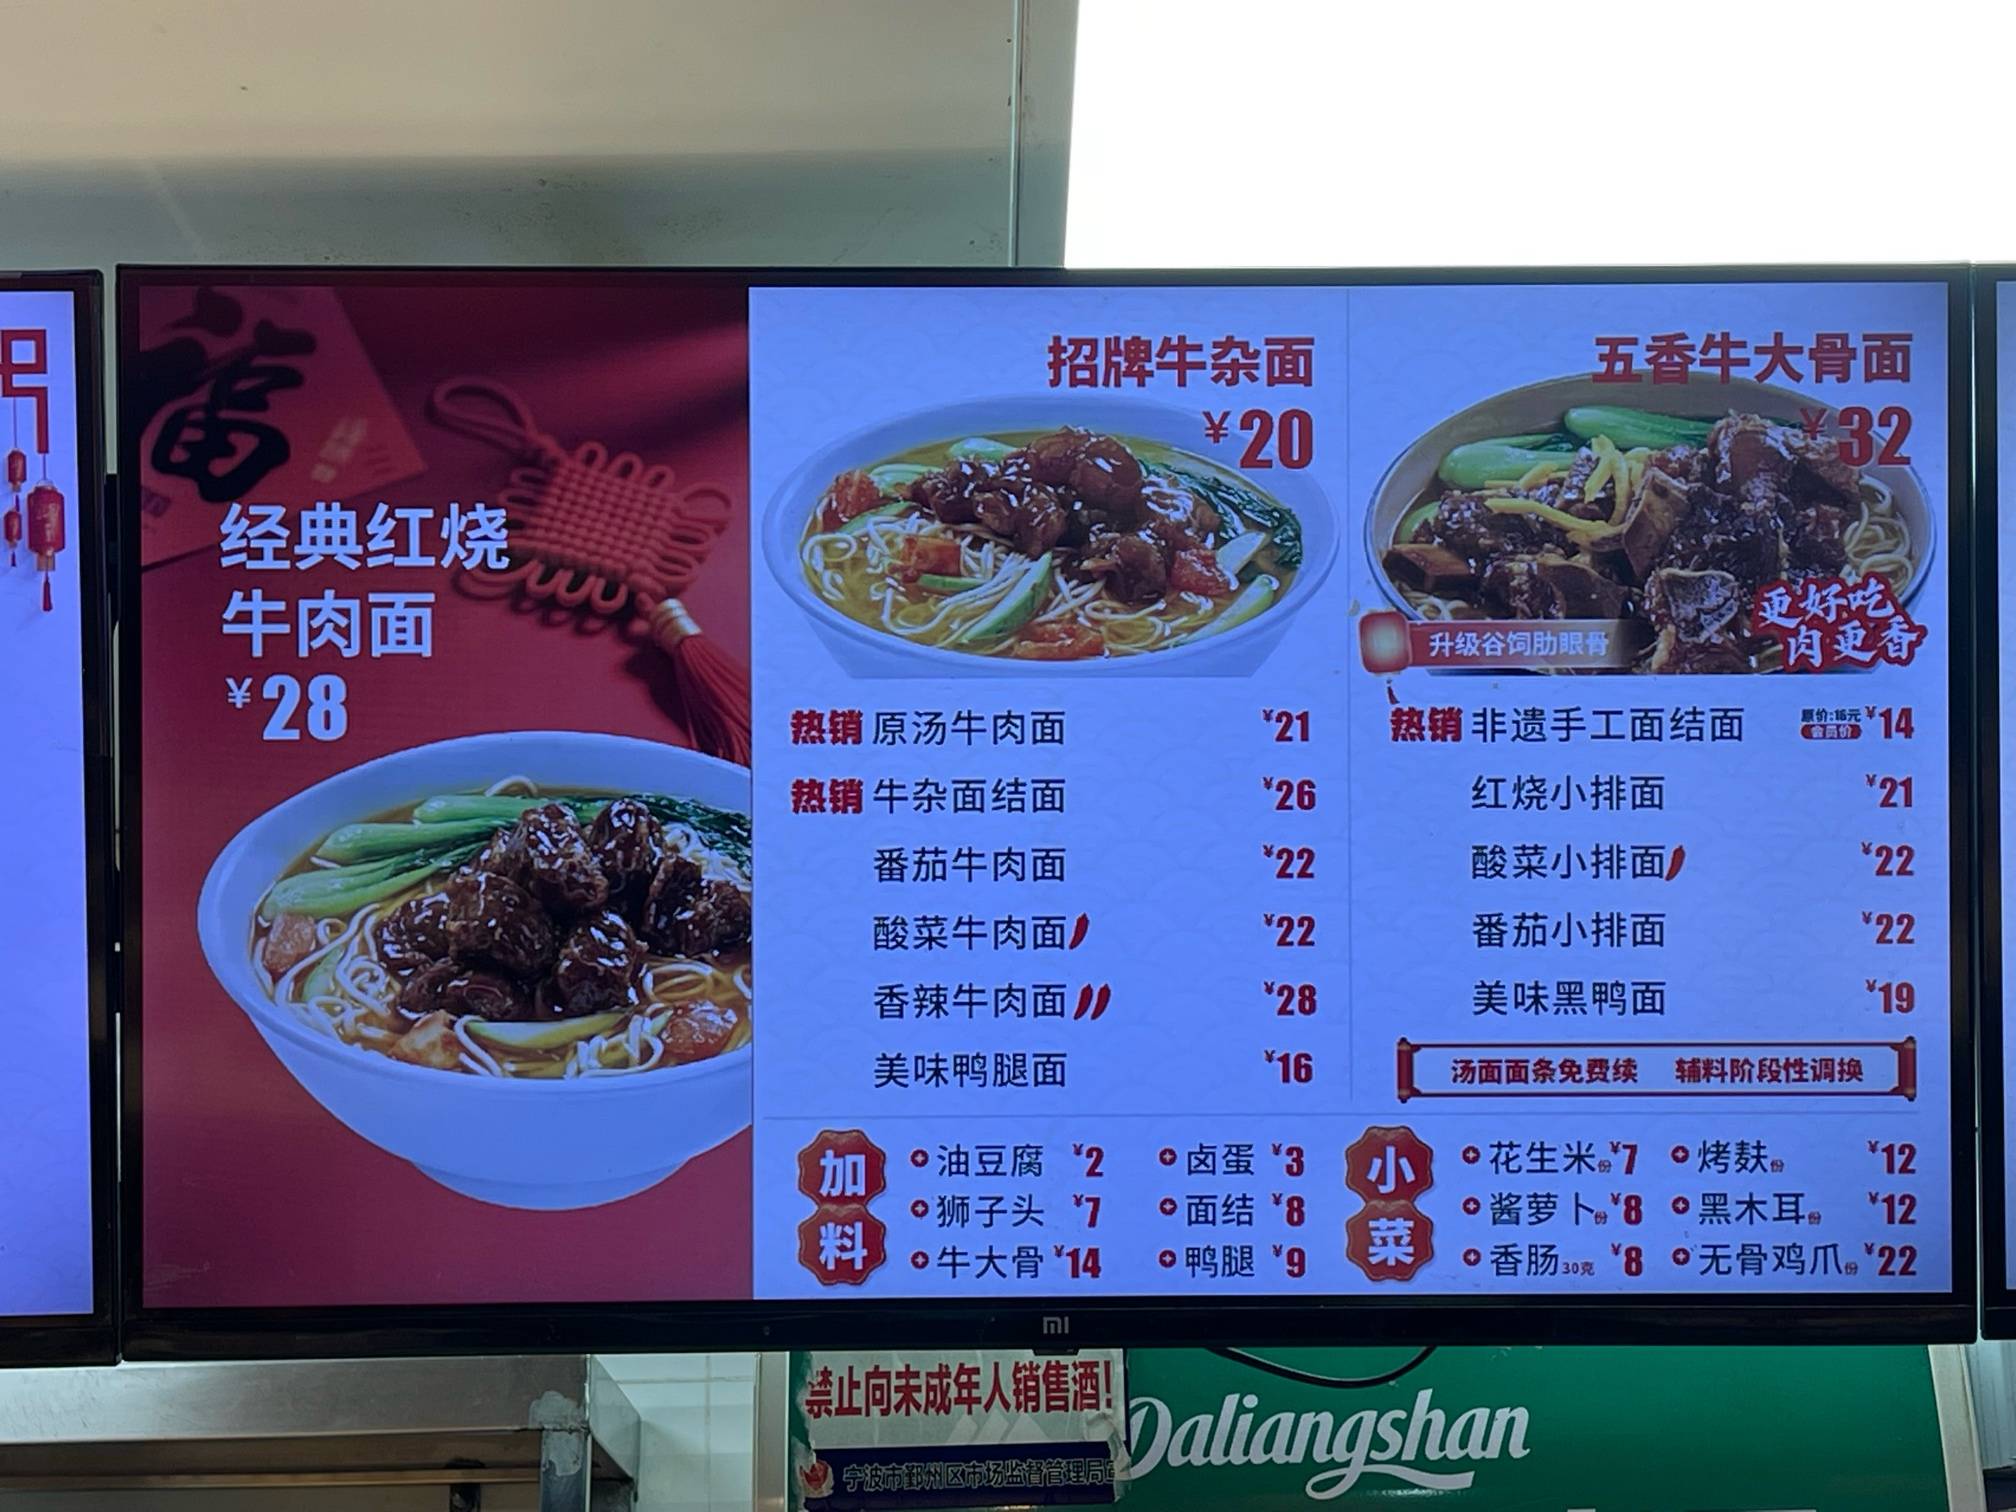 福
经典红烧
牛肉面
¥28
招牌牛杂面
¥20
热销 原汤牛肉面 ¥21
热销 牛杂面结面 ¥26
番茄牛肉面 ¥22
酸菜牛肉面 ¥22
香辣牛肉面 ¥28
美味鸭腿面 ¥16
五香牛大骨面
¥32
更好吃
肉更香
升级谷饲肋眼骨
热销 非遗手工面结面 原价:16元 会员价 ¥14
红烧小排面 ¥21
酸菜小排面 ¥22
番茄小排面 ¥22
美味黑鸭面 ¥19
汤面面条免费续 辅料阶段性调换
加料
油豆腐 ¥2 卤蛋 ¥3
狮子头 ¥7 面结 ¥8
牛大骨 ¥14 鸭腿 ¥9
小菜
花生米份 ¥7 烤麸份 ¥12
酱萝卜份 ¥8 黑木耳份 ¥12
香肠30克 ¥8 无骨鸡爪份 ¥22
mi
禁止向未成年人销售酒!
宁波市鄞州区市场监督管理局
Daliangshan